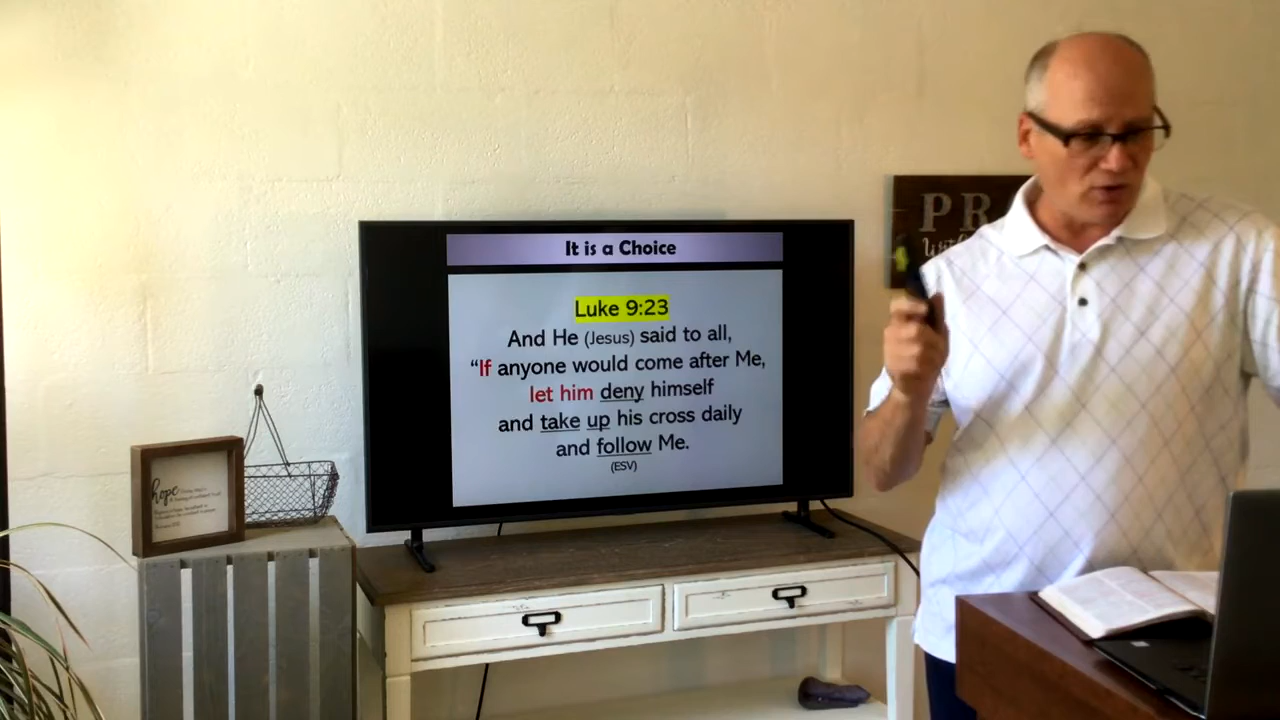 It is a Choice
Luke 9:23
And He (Jesus) said to all,
“If anyone would come after Me,
let him deny himself
and take up his cross daily
and follow Me.
(ESV)
PR
hope